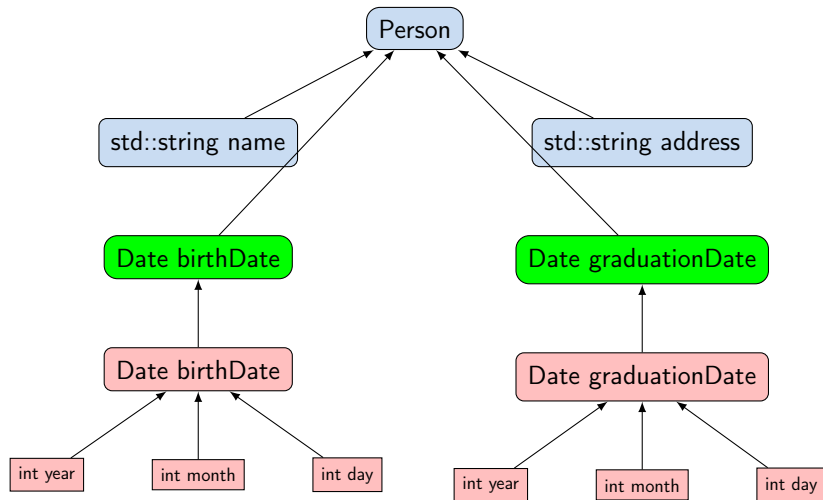 Person
std::string name
std::string address
Date birthDate
Date graduationDate
Date birthDate
Date graduationDate
int year
int month
int day
int year
int month
int day